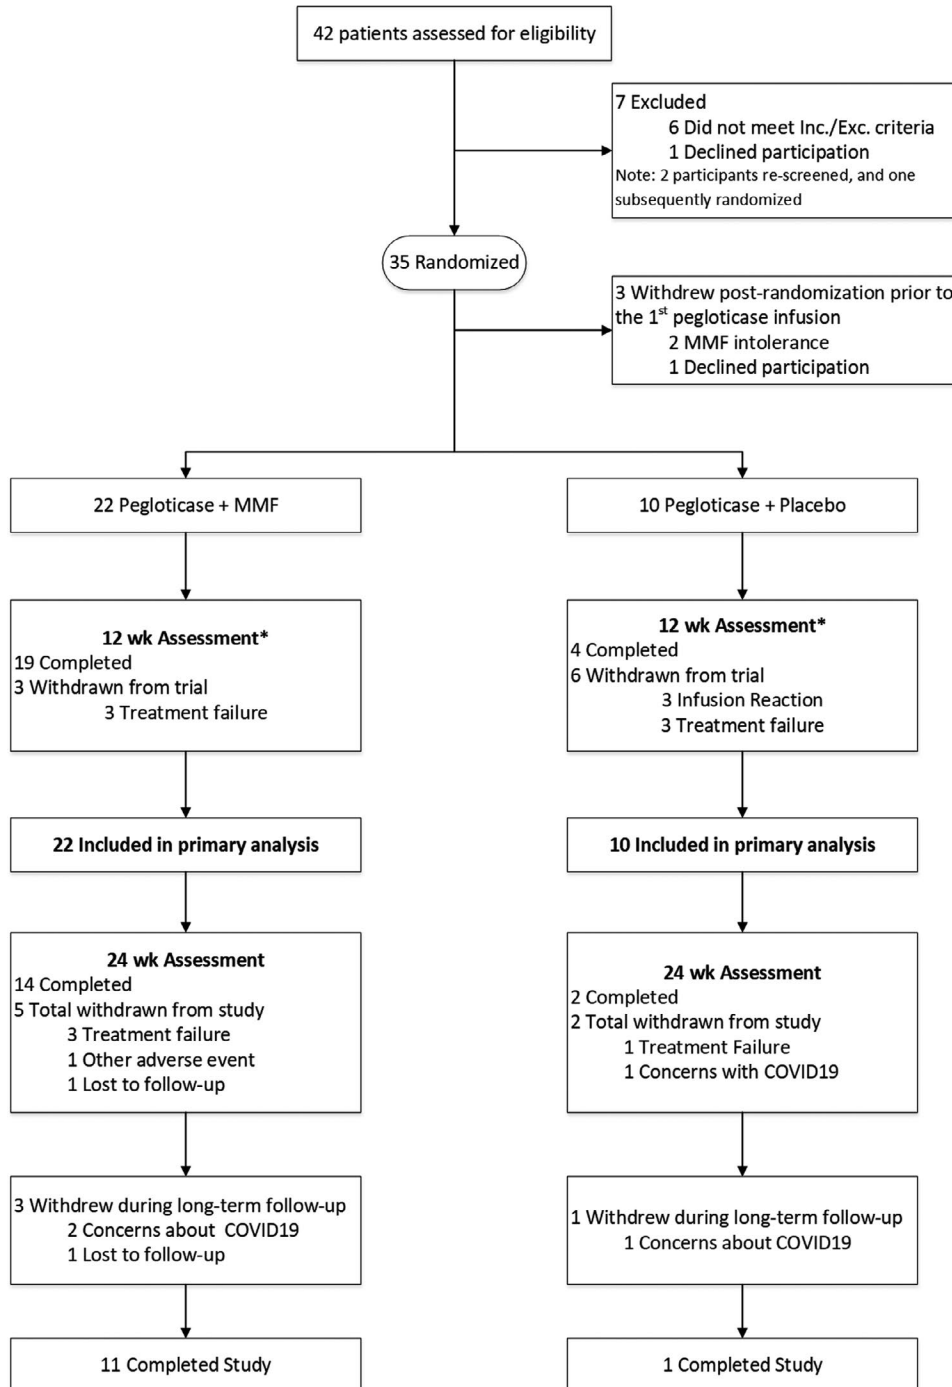 42 patients assessed for eligibility
7 Excluded
6 Did not meet Inc./Exc. criteria
1 Declined participation
Note: 2 participants re-screened, and one
subsequently randomized
35 Randomized
3 Withdrew post-randomization prior to
the 1st pegloticase infusion
2 MMF intolerance
1 Declined participation
22 Pegloticase + MMF
10 Pegloticase + Placebo
12 wk Assessment*
19 Completed
3 Withdrawn from trial
3 Treatment failure
12 wk Assessment*
4 Completed
6 Withdrawn from trial
3 Infusion Reaction
3 Treatment failure
22 Included in primary analysis
10 Included in primary analysis
24 wk Assessment
14 Completed
5 Total withdrawn from study
3 Treatment failure
1 Other adverse event
1 Lost to follow-up
24 wk Assessment
2 Completed
2 Total withdrawn from study
1 Treatment Failure
1 Concerns with COVID19
3 Withdrew during long-term follow-up
2 Concerns about COVID19
1 Lost to follow-up
1 Withdrew during long-term follow-up
1 Concerns about COVID19
11 Completed Study
1 Completed Study